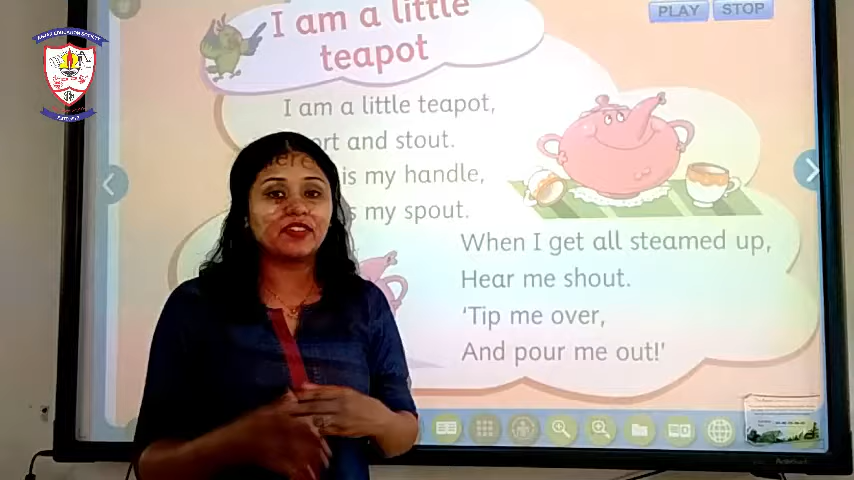 I am a little
teapot
PLAY STOP
I am a little teapot,
and stout.
is my handle,
my spout.
When I get all steamed up,
Hear me shout.
'Tip me over,
And pour me out!'